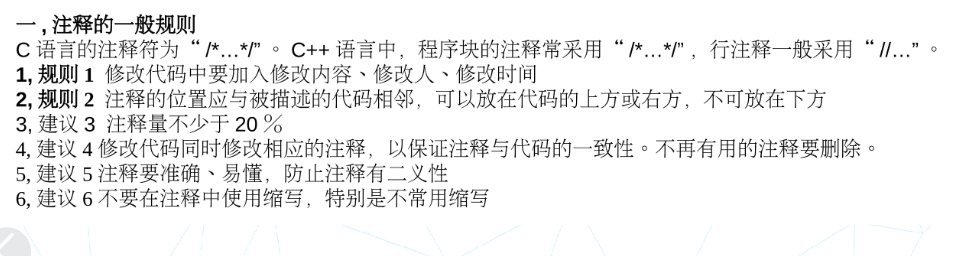 一 , 注释的一般规则
C 语言的注释符为 “ /*…*/” 。 C++ 语言中，程序块的注释常采用 “ /*…*/” ，行注释一般采用 “ //…” 。
1, 规则 1 修改代码中要加入修改内容、修改人、修改时间
2, 规则 2 注释的位置应与被描述的代码相邻，可以放在代码的上方或右方，不可放在下方
3, 建议 3 注释量不少于 20 %
4, 建议 4 修改代码同时修改相应的注释，以保证注释与代码的一致性。不再有用的注释要删除。
5, 建议 5 注释要准确、易懂，防止注释有二义性
6, 建议 6 不要在注释中使用缩写，特别是不常用缩写